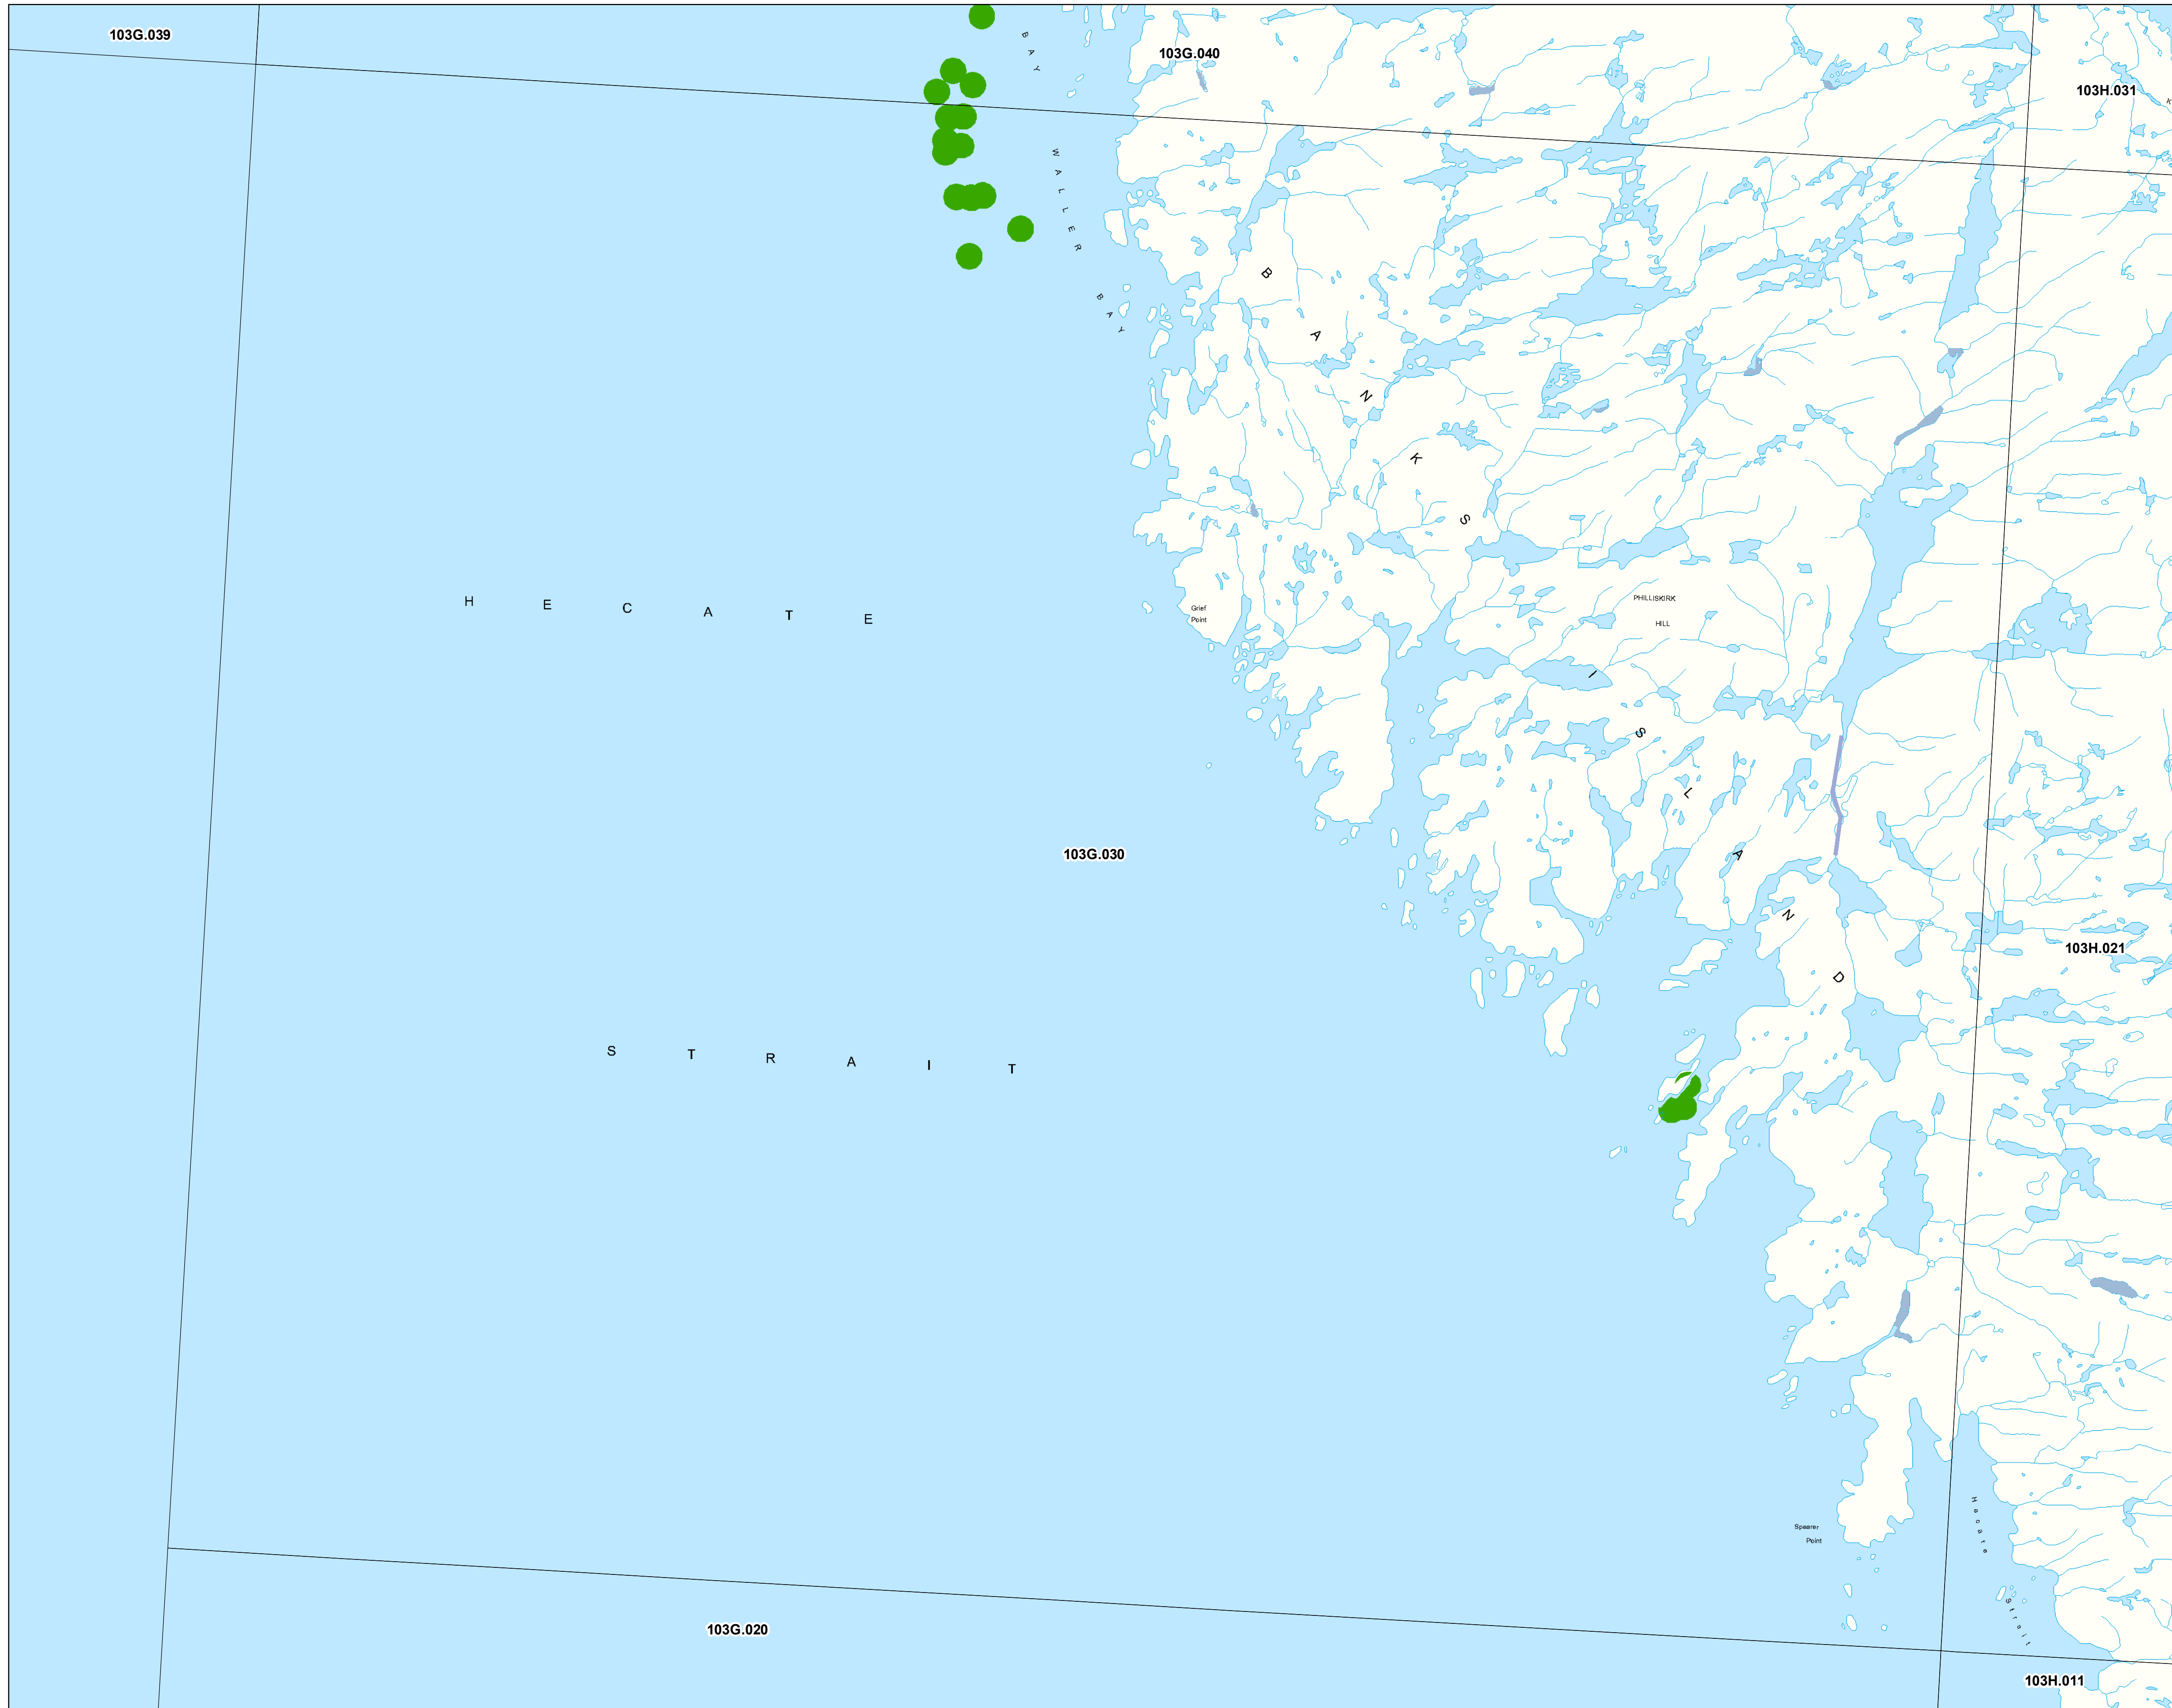 103G.039
BAY
103G.040
103H.031
WALLER
BAY
BANKS
HECATE
Grief
Point
PHILLISKIRK
HILL
ISLAND
103G.030
103H.021
STRAIT
Hecate
Strait
Spearer
Point
103G.020
103H.011